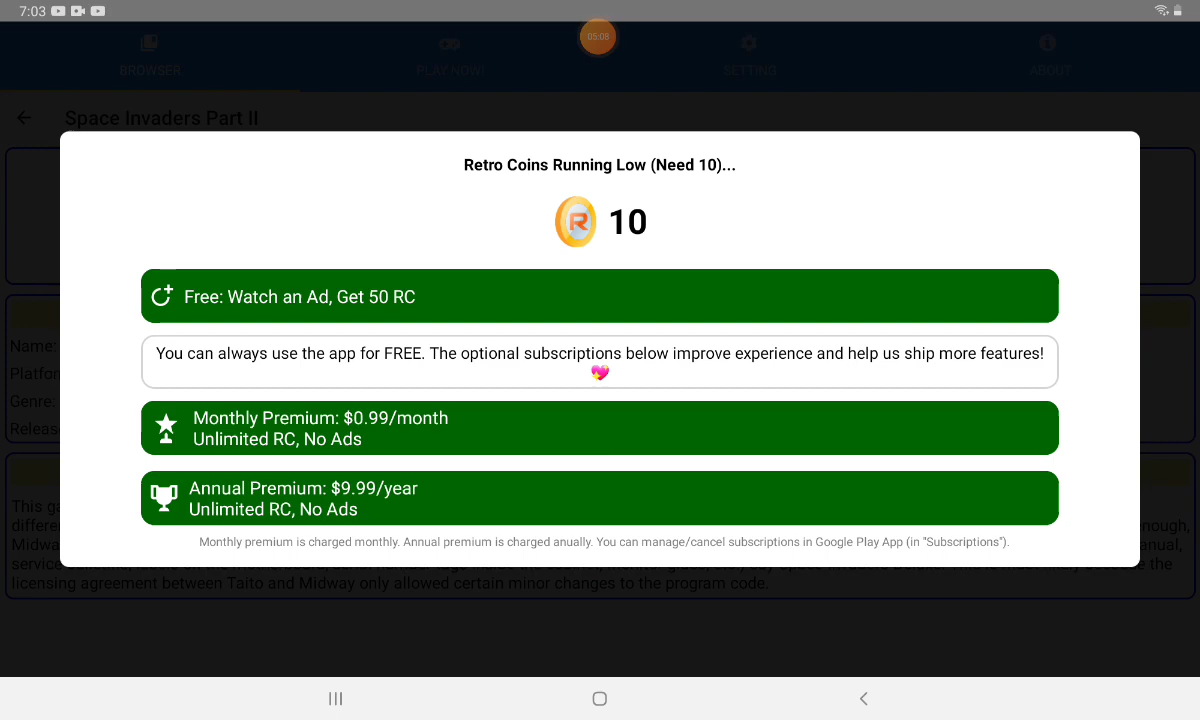 7:03
05:08
BROWSER
PLAY NOW!
SETTING
ABOUT
Space Invaders Part II
Retro Coins Running Low (Need 10)...
R 10
Free: Watch an Ad, Get 50 RC
You can always use the app for FREE. The optional subscriptions below improve experience and help us ship more features!
💖
Monthly Premium: $0.99/month
Unlimited RC, No Ads
Annual Premium: $9.99/year
Unlimited RC, No Ads
Monthly premium is charged monthly. Annual premium is charged anually. You can manage/cancel subscriptions in Google Play App (in "Subscriptions").
Name:
Genre:
This
Midwa
anual,
the
licensing agreement between Taito and Midway only allowed certain minor changes to the program code.